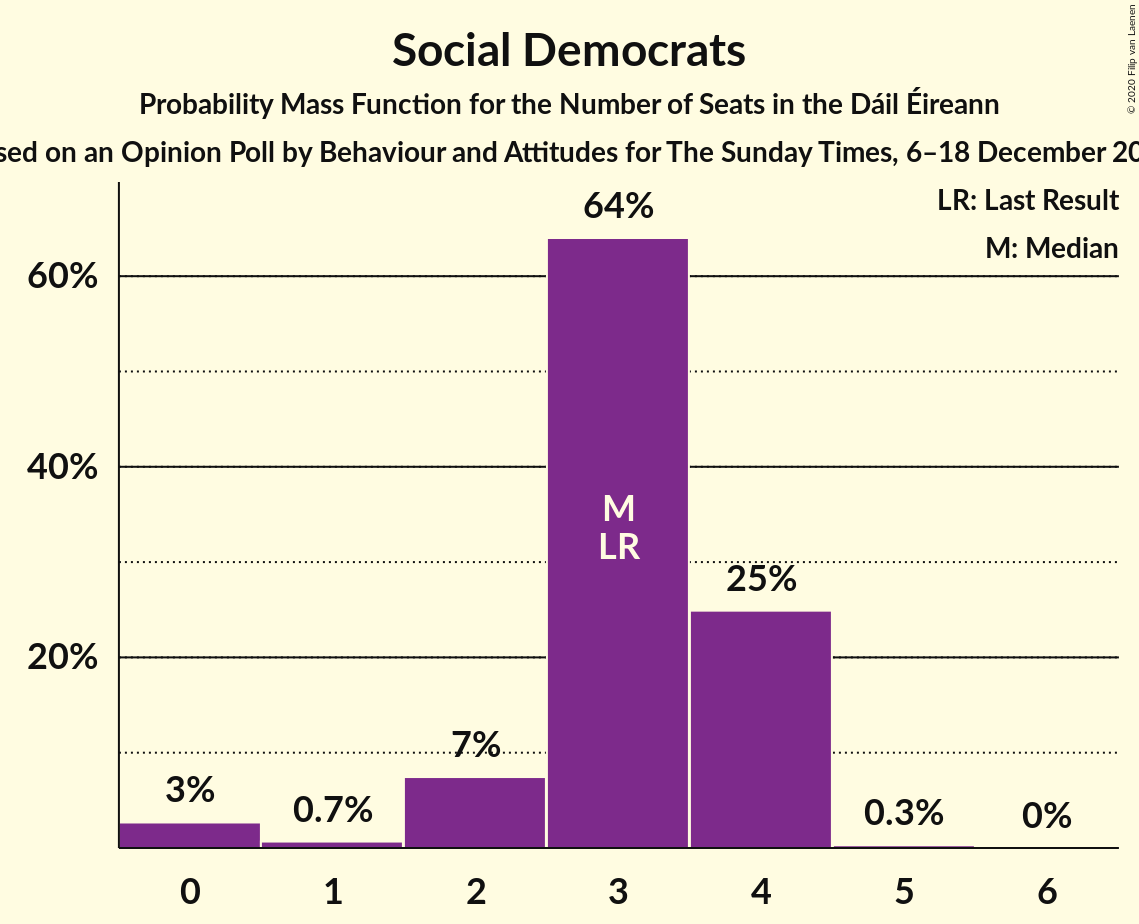 Social Democrats
Probability Mass Function for the Number of Seats in the Dáil Éireann
on an Opinion Poll by Behaviour and Attitudes for The Sunday Times, 6–18 December
© 2020 Filip van Laenen
LR: Last Result
M: Median
64%
60%
40%
M
LR
25%
20%
7%
3%
0.7%
0.3%
0%
0 1 2 3 4 5 6